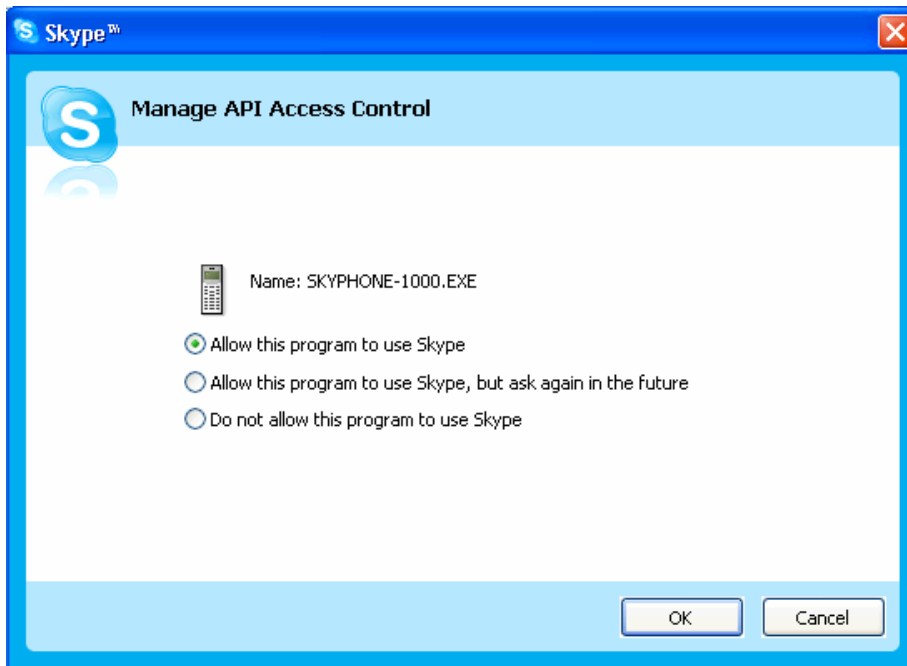 Skype™
Manage API Access Control
Name: SKYPHONE-1000.EXE
Allow this program to use Skype
Allow this program to use Skype, but ask again in the future
Do not allow this program to use Skype
OK Cancel